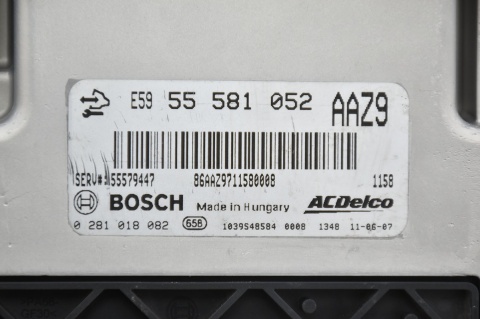 E59 55 581 052 AAZ9
SERV#: 55579447 86AAZ9711580008 1158
BOSCH Made in Hungary ACDelco
0 281 018 082 658 1039S48584 0008 1348 11-06-07